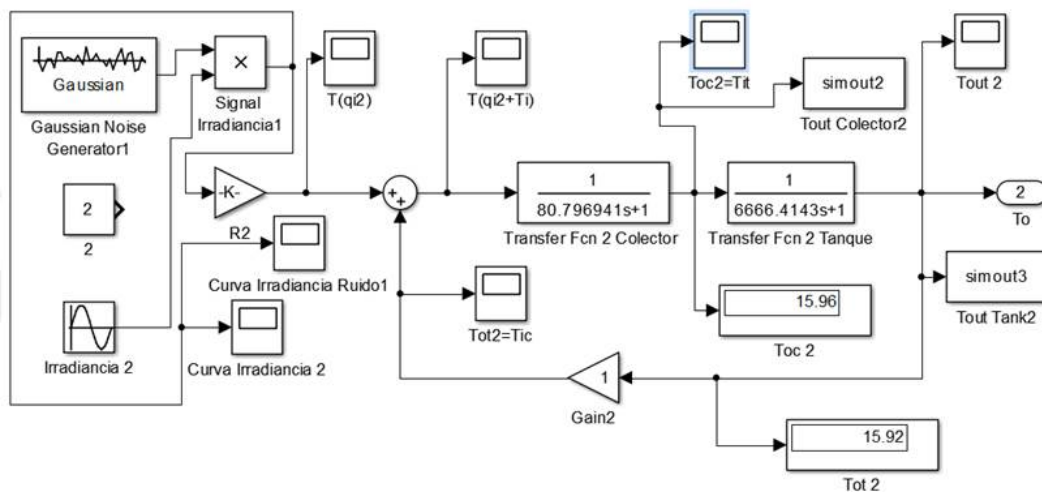 Gaussian
Gaussian Noise
Generator1
×
Signal
Irradiancia1
T(qi2)
T(qi2+Ti)
Toc2=Tit
simout2
Tout Colector2
Tout 2
2
2
-K-
R2
+
+
1
80.796941s+1
Transfer Fcn 2 Colector
1
6666.4143s+1
Transfer Fcn 2 Tanque
2
To
simout3
Tout Tank2
Curva Irradiancia Ruido1
Irradiancia 2
Curva Irradiancia 2
Tot2=Tic
15.96
Toc 2
1
Gain2
15.92
Tot 2